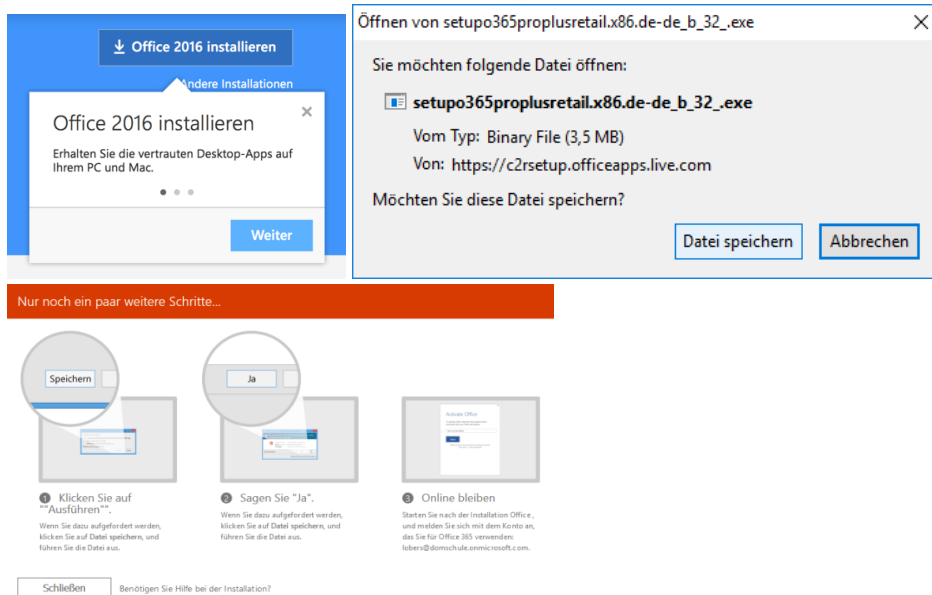 Office 2016 installieren
Andere Installationen
Office 2016 installieren
Erhalten Sie die vertrauten Desktop-Apps auf
Ihrem PC und Mac.
Weiter
Öffnen von setupo365proplusretail.x86.de-de_b_32_.exe
Sie möchten folgende Datei öffnen:
setupo365proplusretail.x86.de-de_b_32_.exe
Vom Typ: Binary File (3,5 MB)
Von: https://c2rsetup.officeapps.live.com
Möchten Sie diese Datei speichern?
Datei speichern
Abbrechen
Nur noch ein paar weitere Schritte...
Speichern
Ja
Activate Office
1 Klicken Sie auf
""Ausführen"".
Wenn Sie dazu aufgefordert werden,
klicken Sie auf Datei speichern, und
führen Sie die Datei aus.
2 Sagen Sie "Ja".
Wenn Sie dazu aufgefordert werden,
klicken Sie auf Datei speichern, und
führen Sie die Datei aus.
3 Online bleiben
Starten Sie nach der Installation Office,
und melden Sie sich mit dem Konto an,
das Sie für Office 365 verwenden:
lobers@domschule.onmicrosoft.com.
Schließen
Benötigen Sie Hilfe bei der Installation?